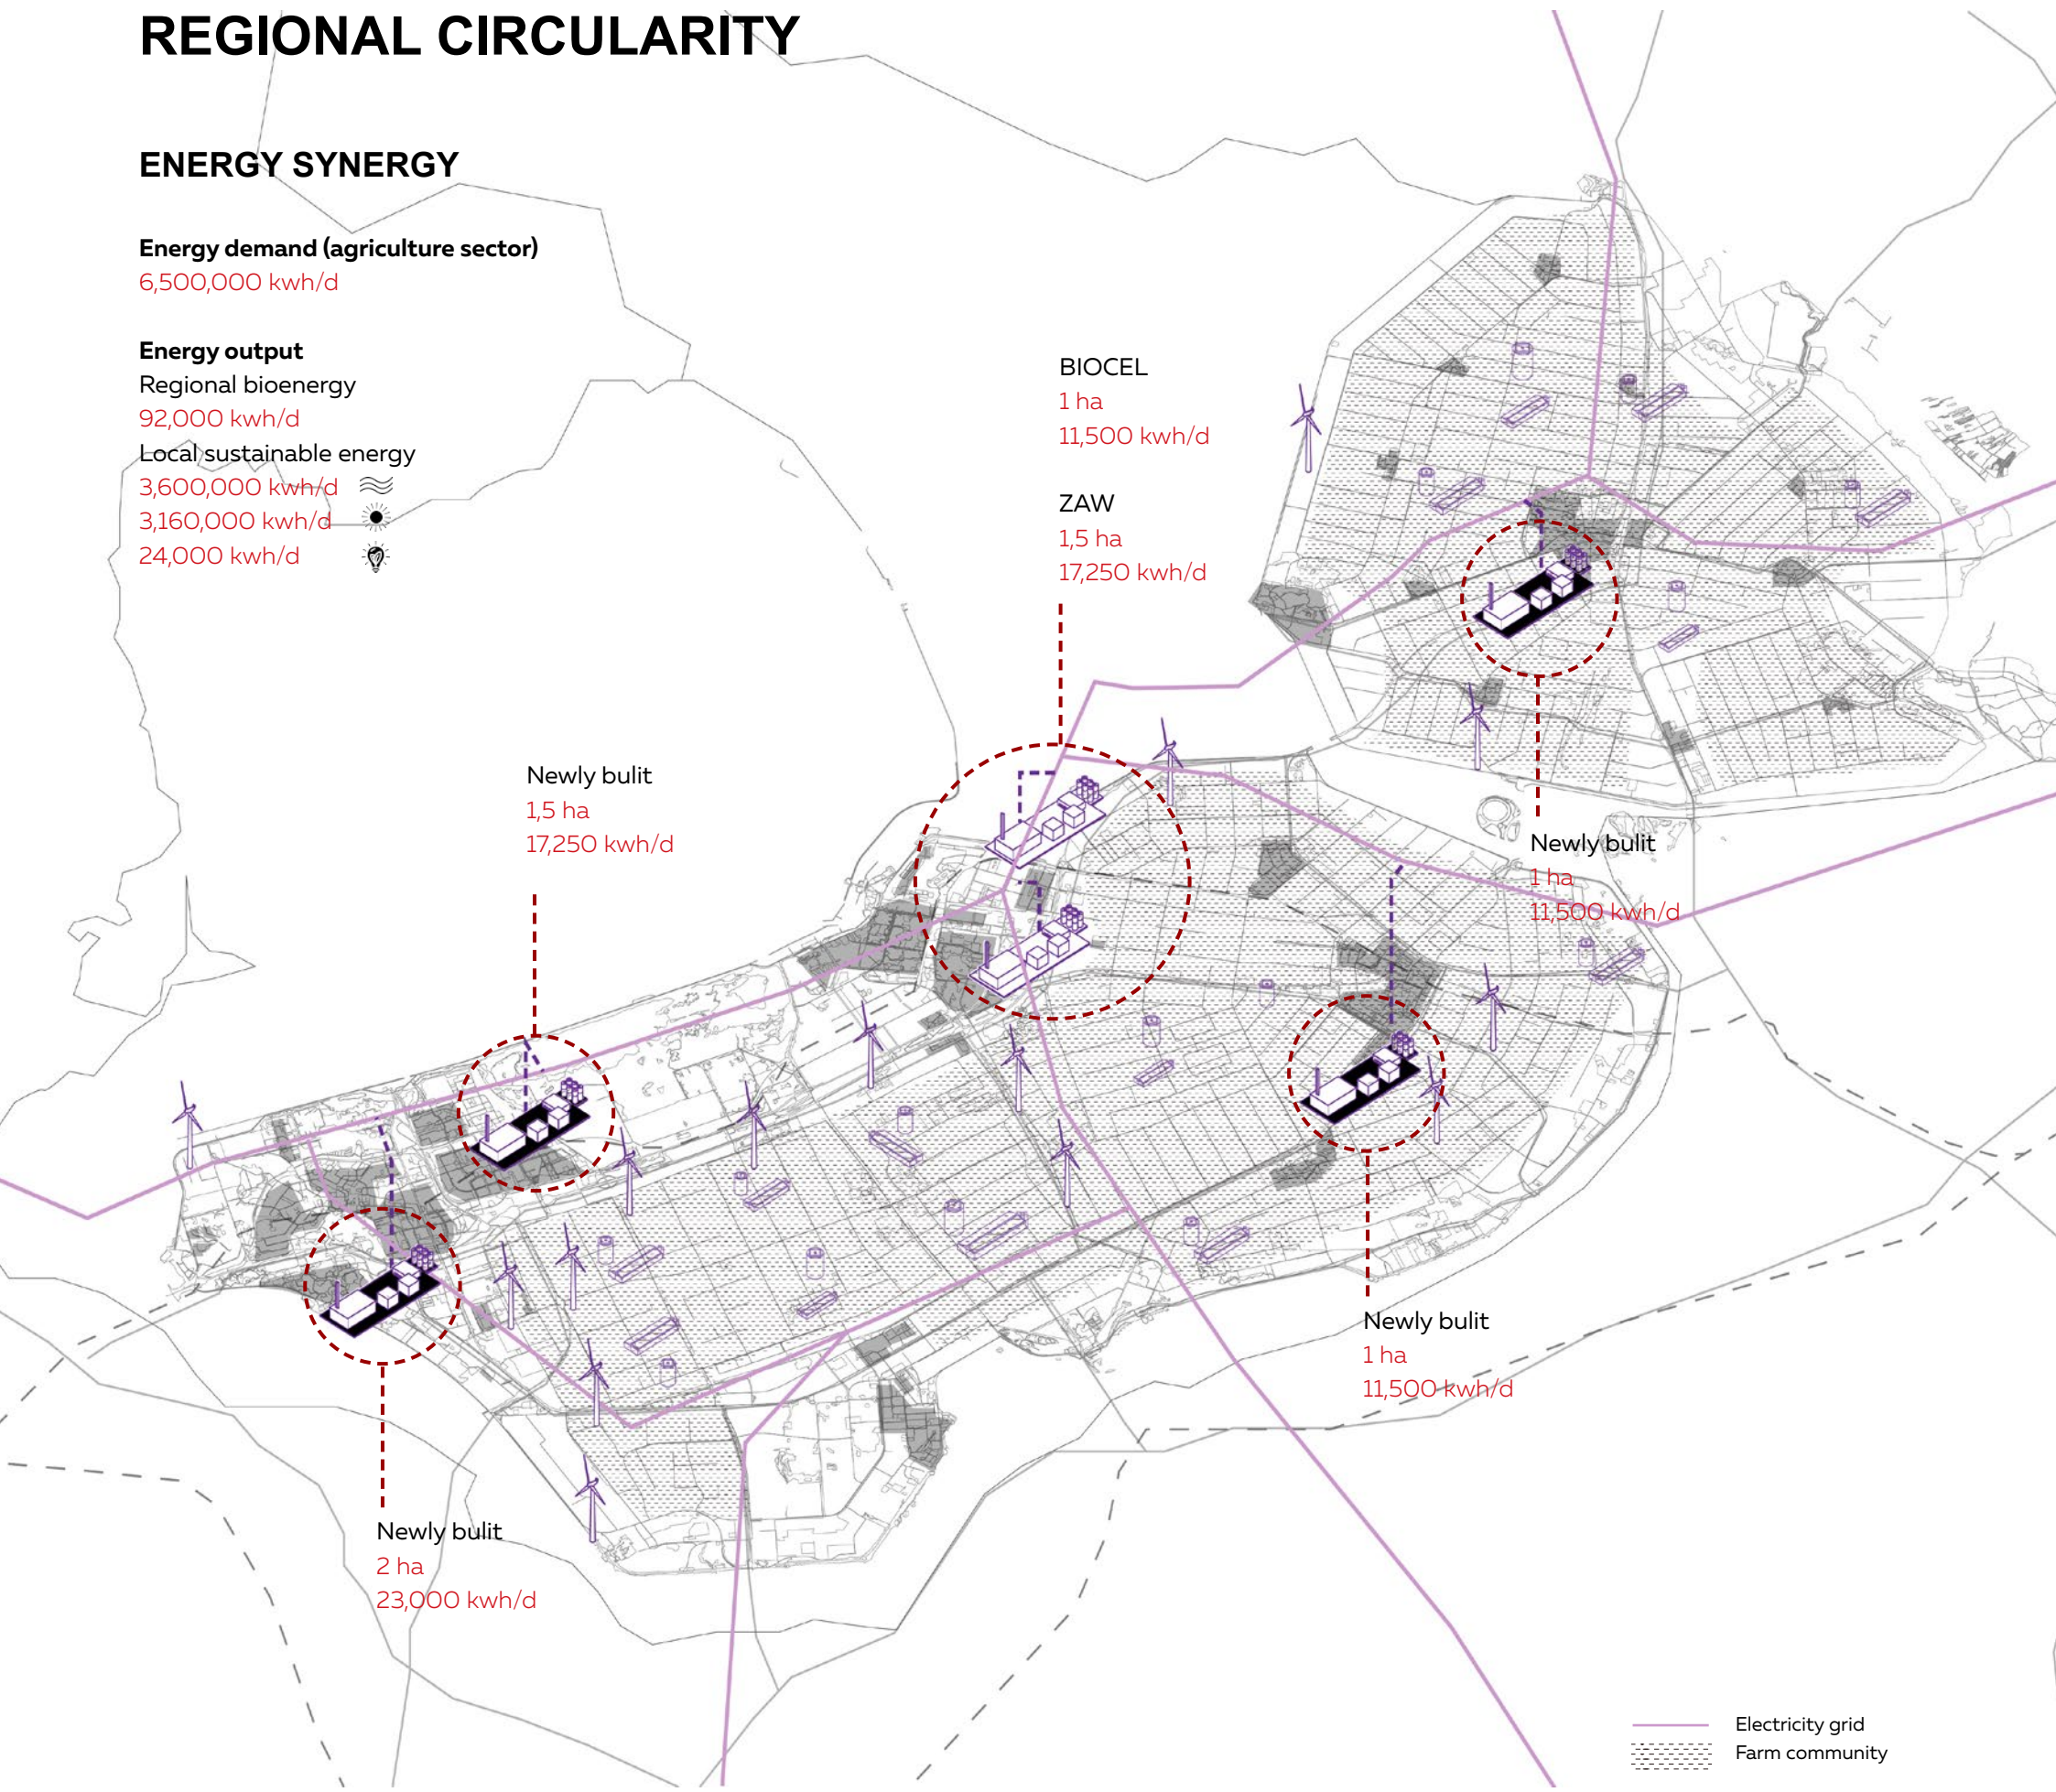 REGIONAL CIRCULARITY
ENERGY SYNERGY
Energy demand (agriculture sector)
6,500,000 kwh/d
Energy output
Regional bioenergy
92,000 kwh/d
Local sustainable energy
3,600,000 kwh/d
3,160,000 kwh/d
24,000 kwh/d
BIOCEL
1 ha
11,500 kwh/d
ZAW
1,5 ha
17,250 kwh/d
Newly bulit
1,5 ha
17,250 kwh/d
Newly bulit
1 ha
11,500 kwh/d
Newly bulit
1 ha
11,500 kwh/d
Newly bulit
2 ha
23,000 kwh/d
Electricity grid
Farm community